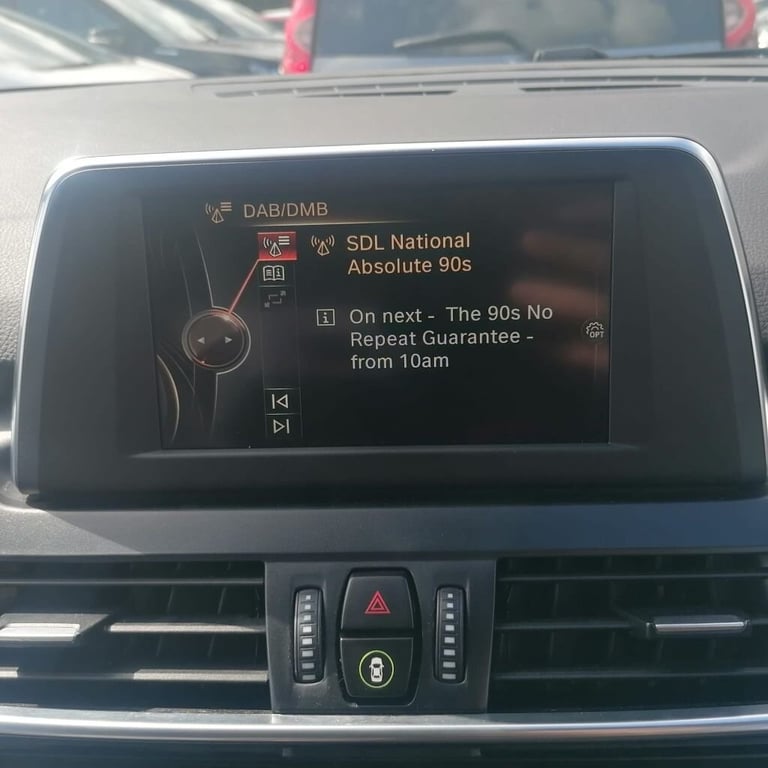 DAB/DMB
SDL National
Absolute 90s
i On next - The 90s No
Repeat Guarantee -
from 10am
OPT